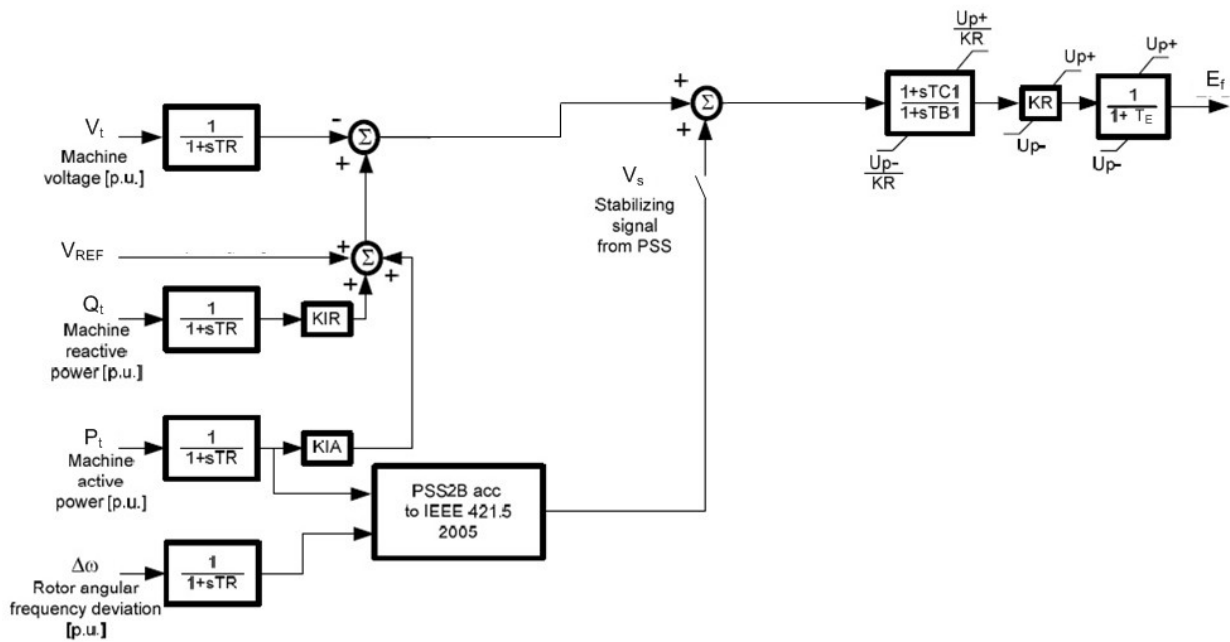 Up+
KR
Up+
Up+
1+sTC1
1+sTB1
KR
1
1+ TE
Ef
Up-
KR
Up-
Up-
Vt
Machine
voltage [p.u.]
1
1+sTR
-
Σ
+
+
Σ
+
Vs
Stabilizing
signal
from PSS
VREF
+
Σ
+
+
Qt
Machine
reactive
power [p.u.]
1
1+sTR
KIR
Pt
Machine
active
power [p.u.]
1
1+sTR
KIA
PSS2B acc
to IEEE 421.5
2005
Δω
Rotor angular
frequency deviation
[p.u.]
1
1+sTR